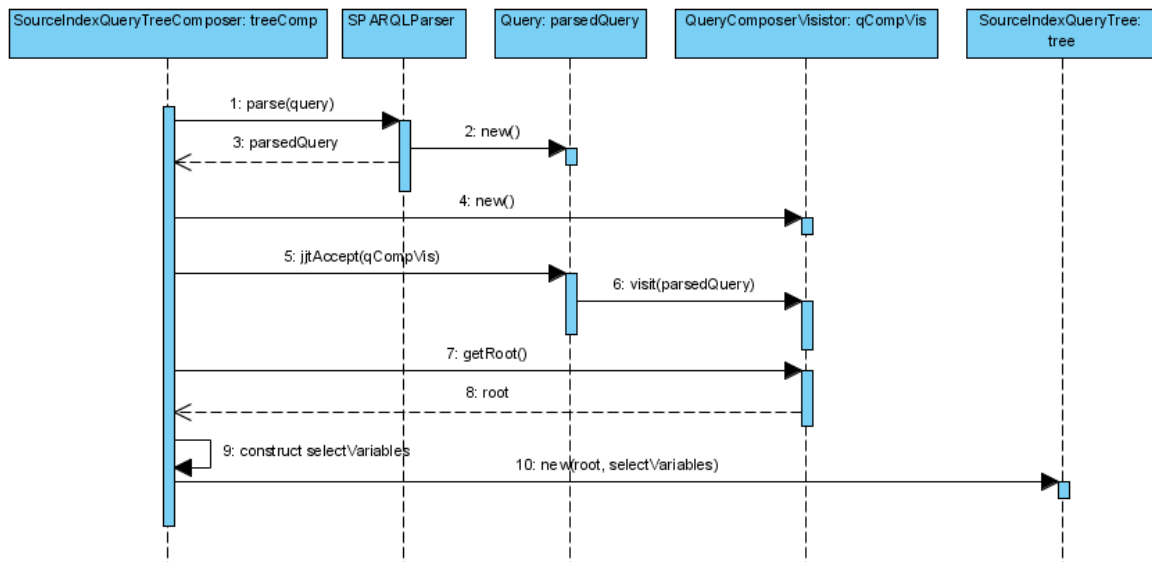 SourceIndexQueryTreeComposer: treeComp
SPARQLParser
Query: parsedQuery
QueryComposerVisistor: qCompVis
SourceIndexQueryTree:
tree
1: parse(query)
2: new()
3: parsedQuery
4: new()
5: jjtAccept(qCompVis)
6: visit(parsedQuery)
7: getRoot()
8: root
9: construct selectVariables
10: new(root, selectVariables)